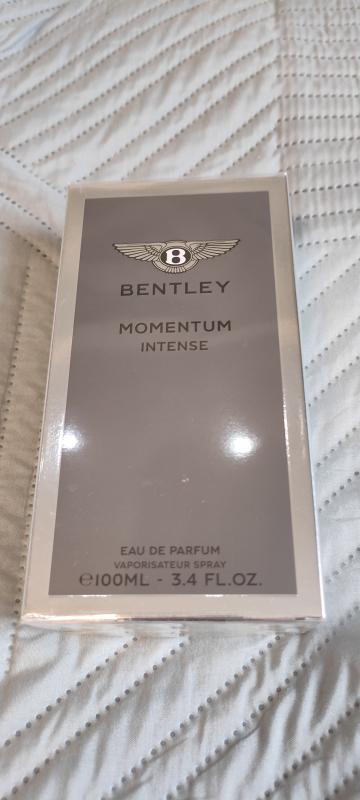 B
BENTLEY
MOMENTUM
INTENSE
EAU DE PARFUM
VAPORISATEUR SPRAY
℮100ML - 3.4 FL.OZ.